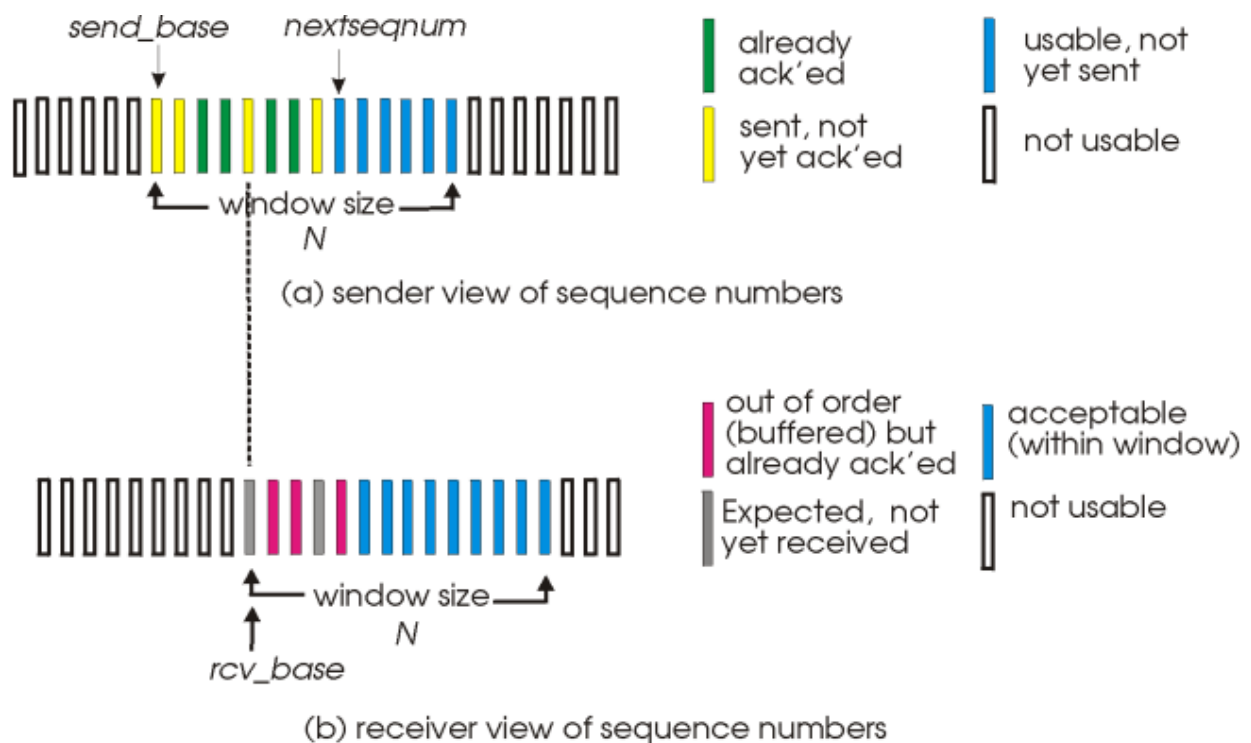 send_base
nextseqnum
already
ack'ed
usable, not
yet sent
sent, not
yet ack'ed
not usable
window size
N
(a) sender view of sequence numbers
out of order
(buffered) but
already ack'ed
acceptable
(within window)
Expected, not
yet received
not usable
window size
N
rcv_base
(b) receiver view of sequence numbers